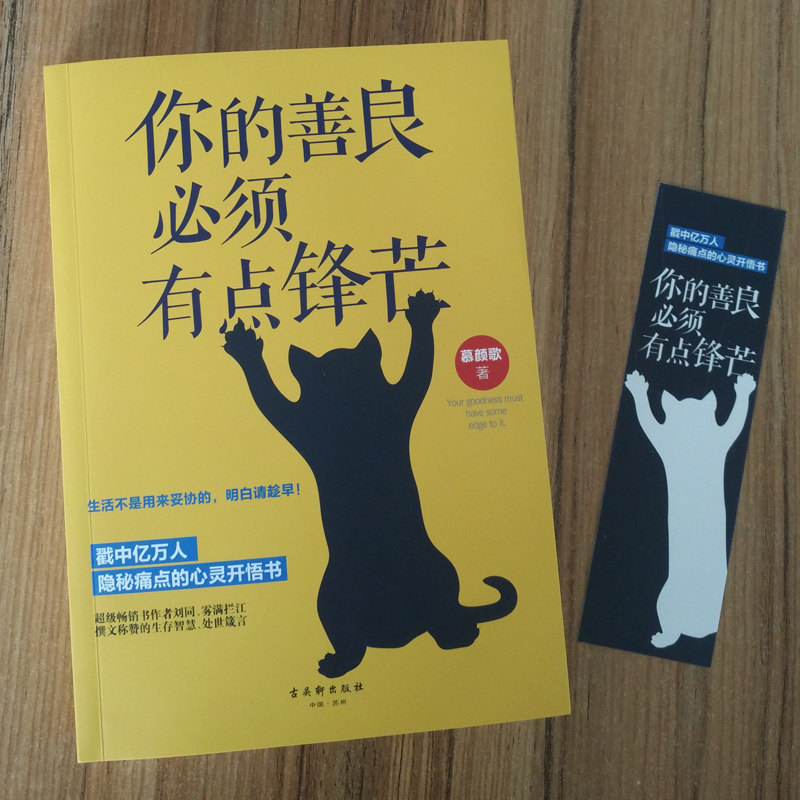 你的善良
必须
有点锋芒
慕颜歌
著
Your goodness must
have some
edge to it.
生活不是用来妥协的，明白请趁早！
戳中亿万人
隐秘痛点的心灵开悟书
超级畅销书作者刘同、雾满拦江
撰文称赞的生存智慧、处世箴言
古吴轩出版社
中国·苏州
戳中亿万人
隐秘痛点的心灵开悟书
你的善良
必须
有点锋芒